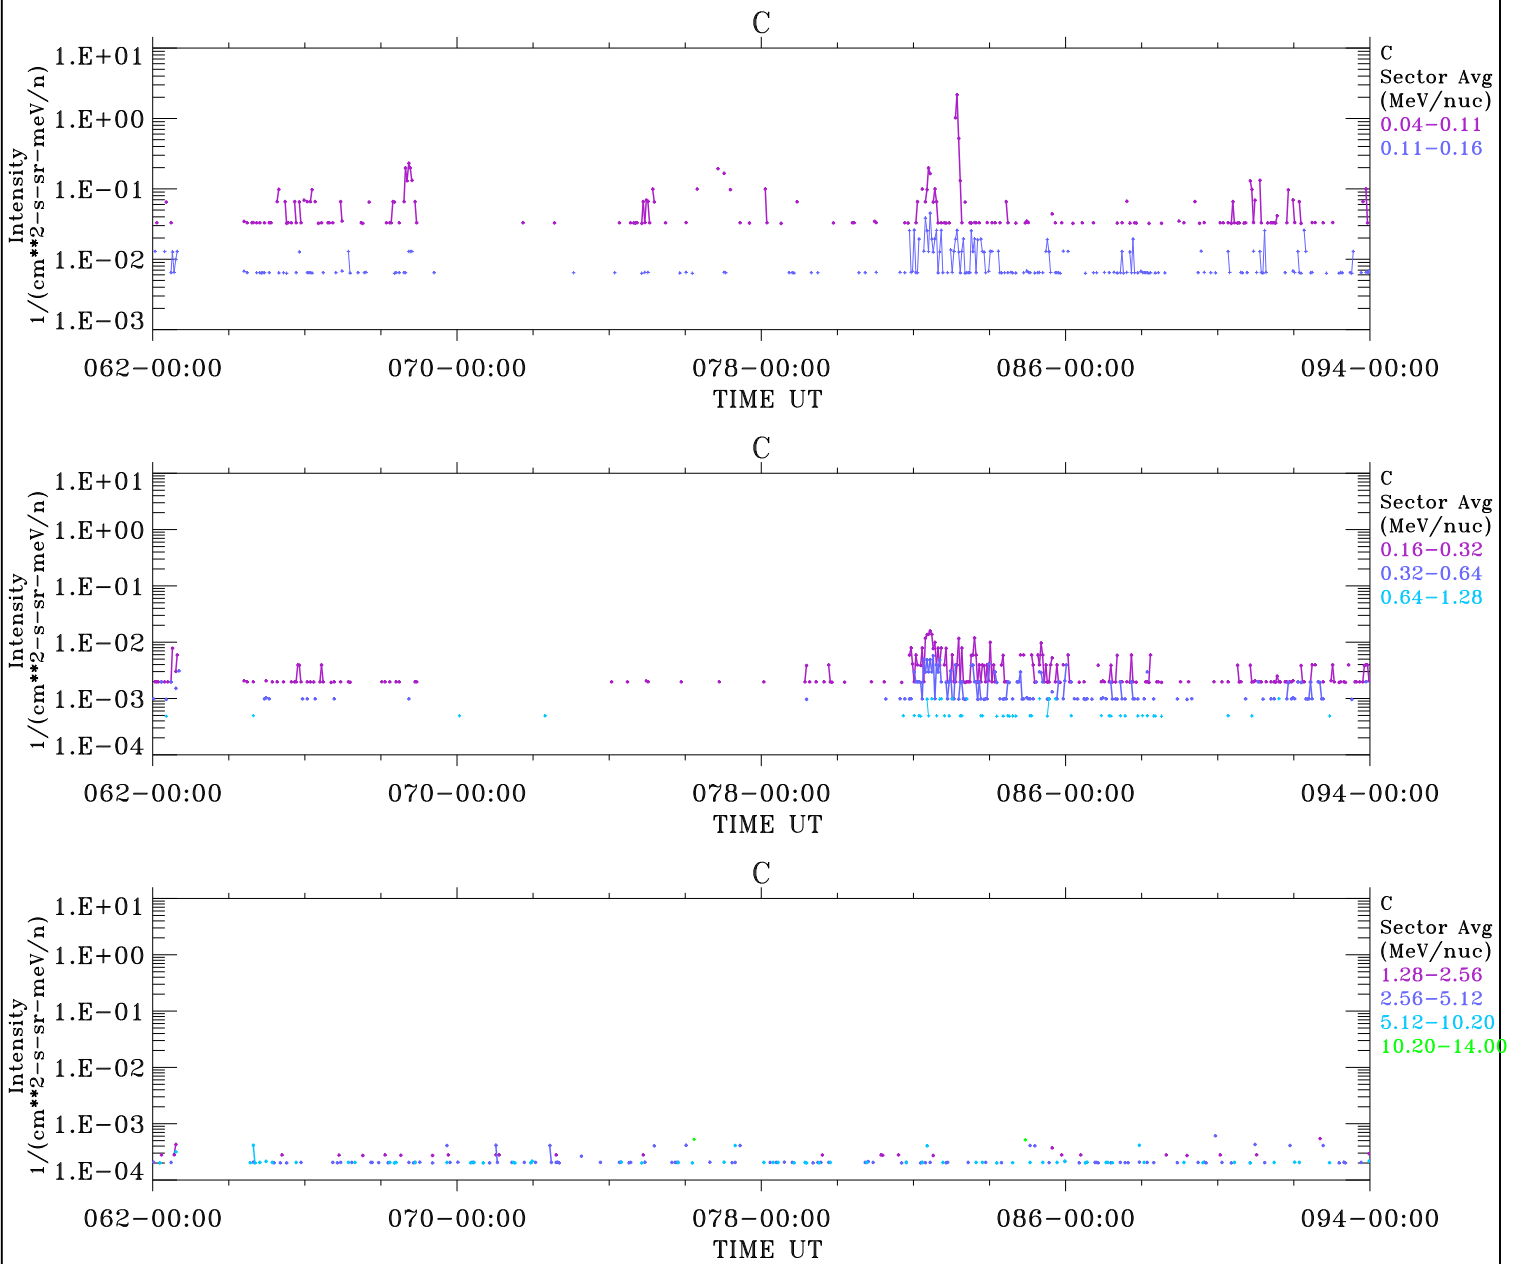 C
1.E+01
1.E+00
1.E-01
1.E-02
1.E-03
Intensity
1/(cm**2-s-sr-meV/n)
062-00:00 070-00:00 078-00:00 086-00:00 094-00:00
TIME UT
C
Sector Avg
(MeV/nuc)
0.04-0.11
0.11-0.16
C
1.E+01
1.E+00
1.E-01
1.E-02
1.E-03
1.E-04
Intensity
1/(cm**2-s-sr-meV/n)
062-00:00 070-00:00 078-00:00 086-00:00 094-00:00
TIME UT
C
Sector Avg
(MeV/nuc)
0.16-0.32
0.32-0.64
0.64-1.28
C
1.E+01
1.E+00
1.E-01
1.E-02
1.E-03
1.E-04
Intensity
1/(cm**2-s-sr-meV/n)
062-00:00 070-00:00 078-00:00 086-00:00 094-00:00
TIME UT
C
Sector Avg
(MeV/nuc)
1.28-2.56
2.56-5.12
5.12-10.20
10.20-14.00